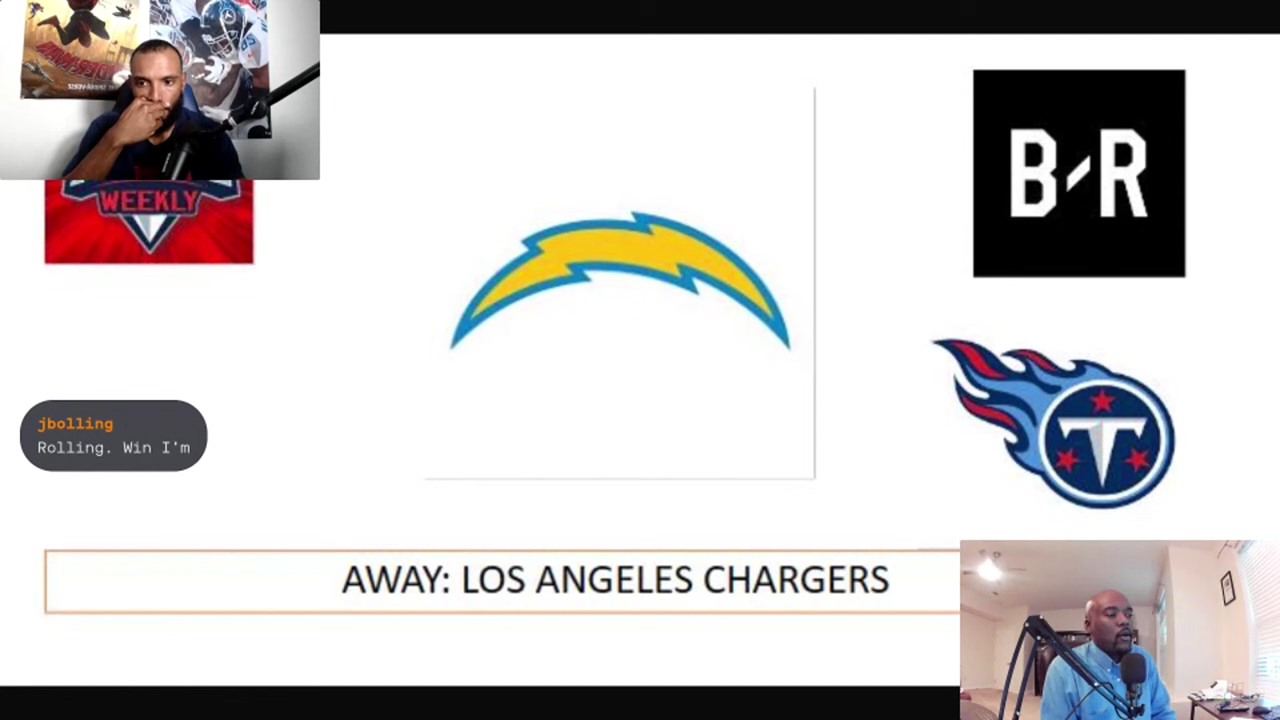 WEEKLY
B/R
jbolling
Rolling. Win I'm
T
AWAY: LOS ANGELES CHARGERS